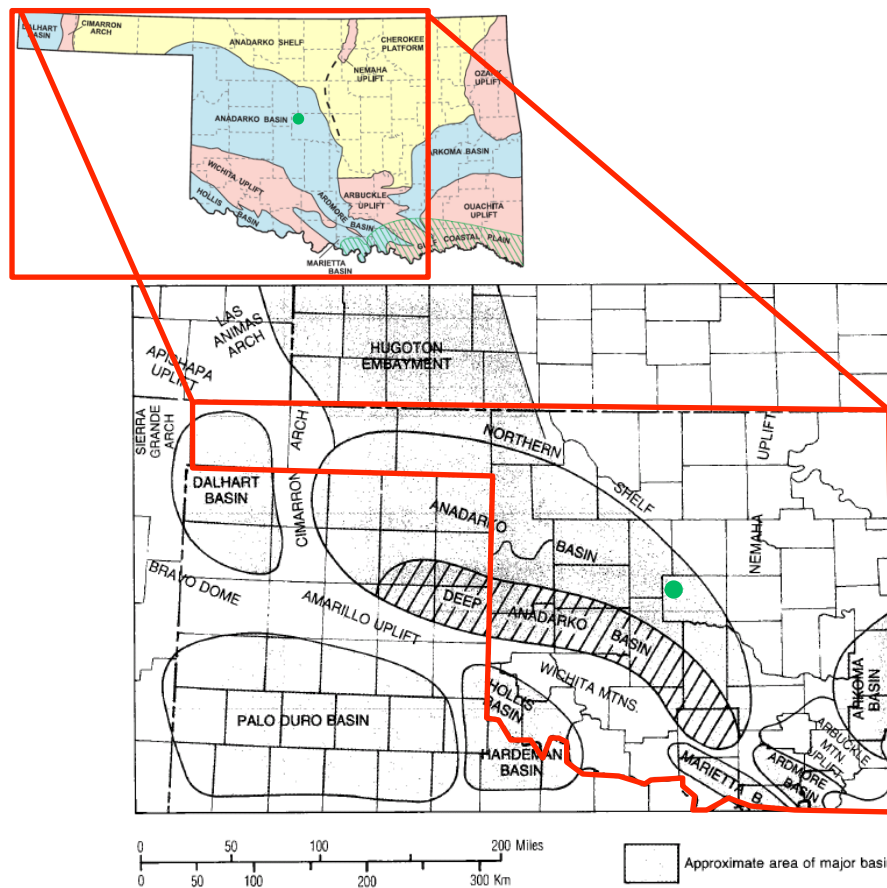 DALHART
BASIN
CIMARRON
ARCH
ANADARKO SHELF
CHEROKEE
PLATFORM
NEMAHA
UPLIFT
OZARK
UPLIFT
ANADARKO BASIN
ARKOMA BASIN
WICHITA UPLIFT
HOLLIS BASIN
ARDMORE BASIN
ARBUCKLE
UPLIFT
OUACHITA
UPLIFT
GULF COASTAL PLAIN
MARIETTA
BASIN
LAS
ANIMAS
ARCH
APISHAPA
UPLIFT
HUGOTON
EMBAYMENT
SIERRA
GRANDE
ARCH
CIMARRON ARCH
NORTHERN SHELF
NEMAHA UPLIFT
DALHART
BASIN
ANADARKO BASIN
BRAVO DOME
AMARILLO UPLIFT
DEEP ANADARKO BASIN
WICHITA MTNS.
HOLLIS
BASIN
PALO DURO BASIN
HARDEMAN
BASIN
MARIETTA B.
ARDMORE
BASIN
ARBUCKLE
MTN.
UPLIFT
ARKOMA
BASIN
0 50 100 200 Miles
0 50 100 200 300 Km
Approximate area of major basi